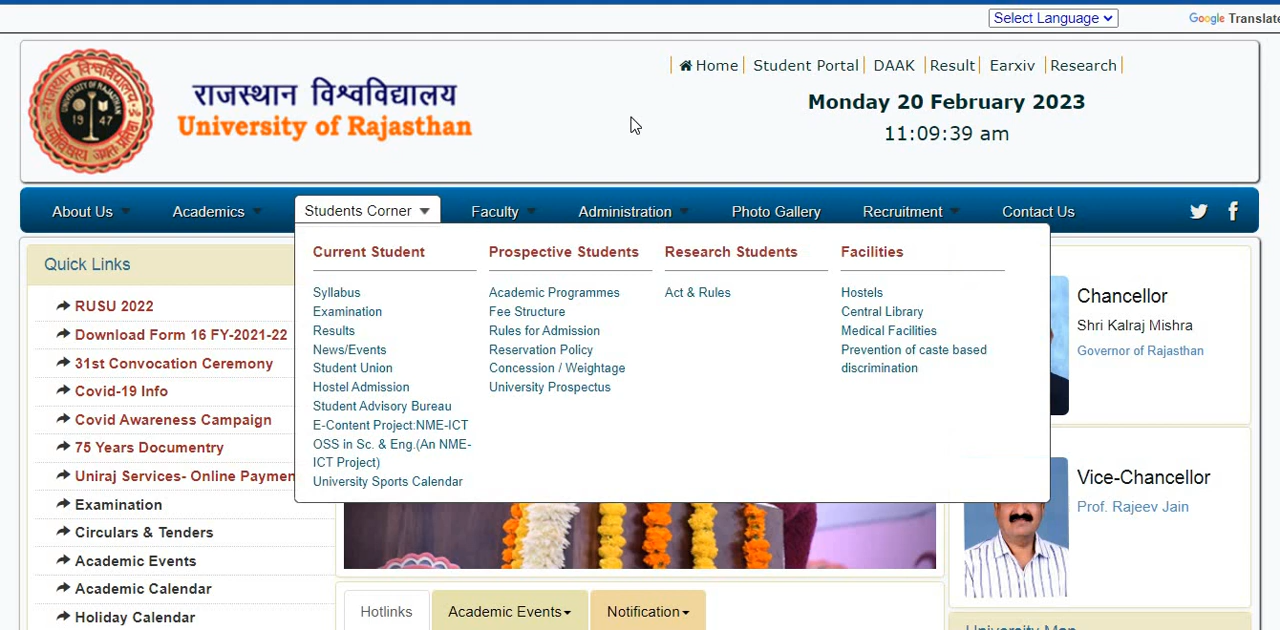 Select Language
Google Translate
Home
Student Portal
DAAK
Result
Earxiv
Research
राजस्थान विश्वविद्यालय
University of Rajasthan
1947
Monday 20 February 2023
11:09:39 am
About Us
Academics
Students Corner
Faculty
Administration
Photo Gallery
Recruitment
Contact Us
Quick Links
RUSU 2022
Download Form 16 FY-2021-22
31st Convocation Ceremony
Covid-19 Info
Covid Awareness Campaign
75 Years Documentry
Uniraj Services- Online Paymen
Examination
Circulars & Tenders
Academic Events
Academic Calendar
Holiday Calendar
Current Student
Syllabus
Examination
Results
News/Events
Student Union
Hostel Admission
Student Advisory Bureau
E-Content Project:NME-ICT
OSS in Sc. & Eng.(An NME-
ICT Project)
University Sports Calendar
Prospective Students
Academic Programmes
Fee Structure
Rules for Admission
Reservation Policy
Concession / Weightage
University Prospectus
Research Students
Act & Rules
Facilities
Hostels
Central Library
Medical Facilities
Prevention of caste based
discrimination
Chancellor
Shri Kalraj Mishra
Governor of Rajasthan
Vice-Chancellor
Prof. Rajeev Jain
Hotlinks
Academic Events
Notification
University Map